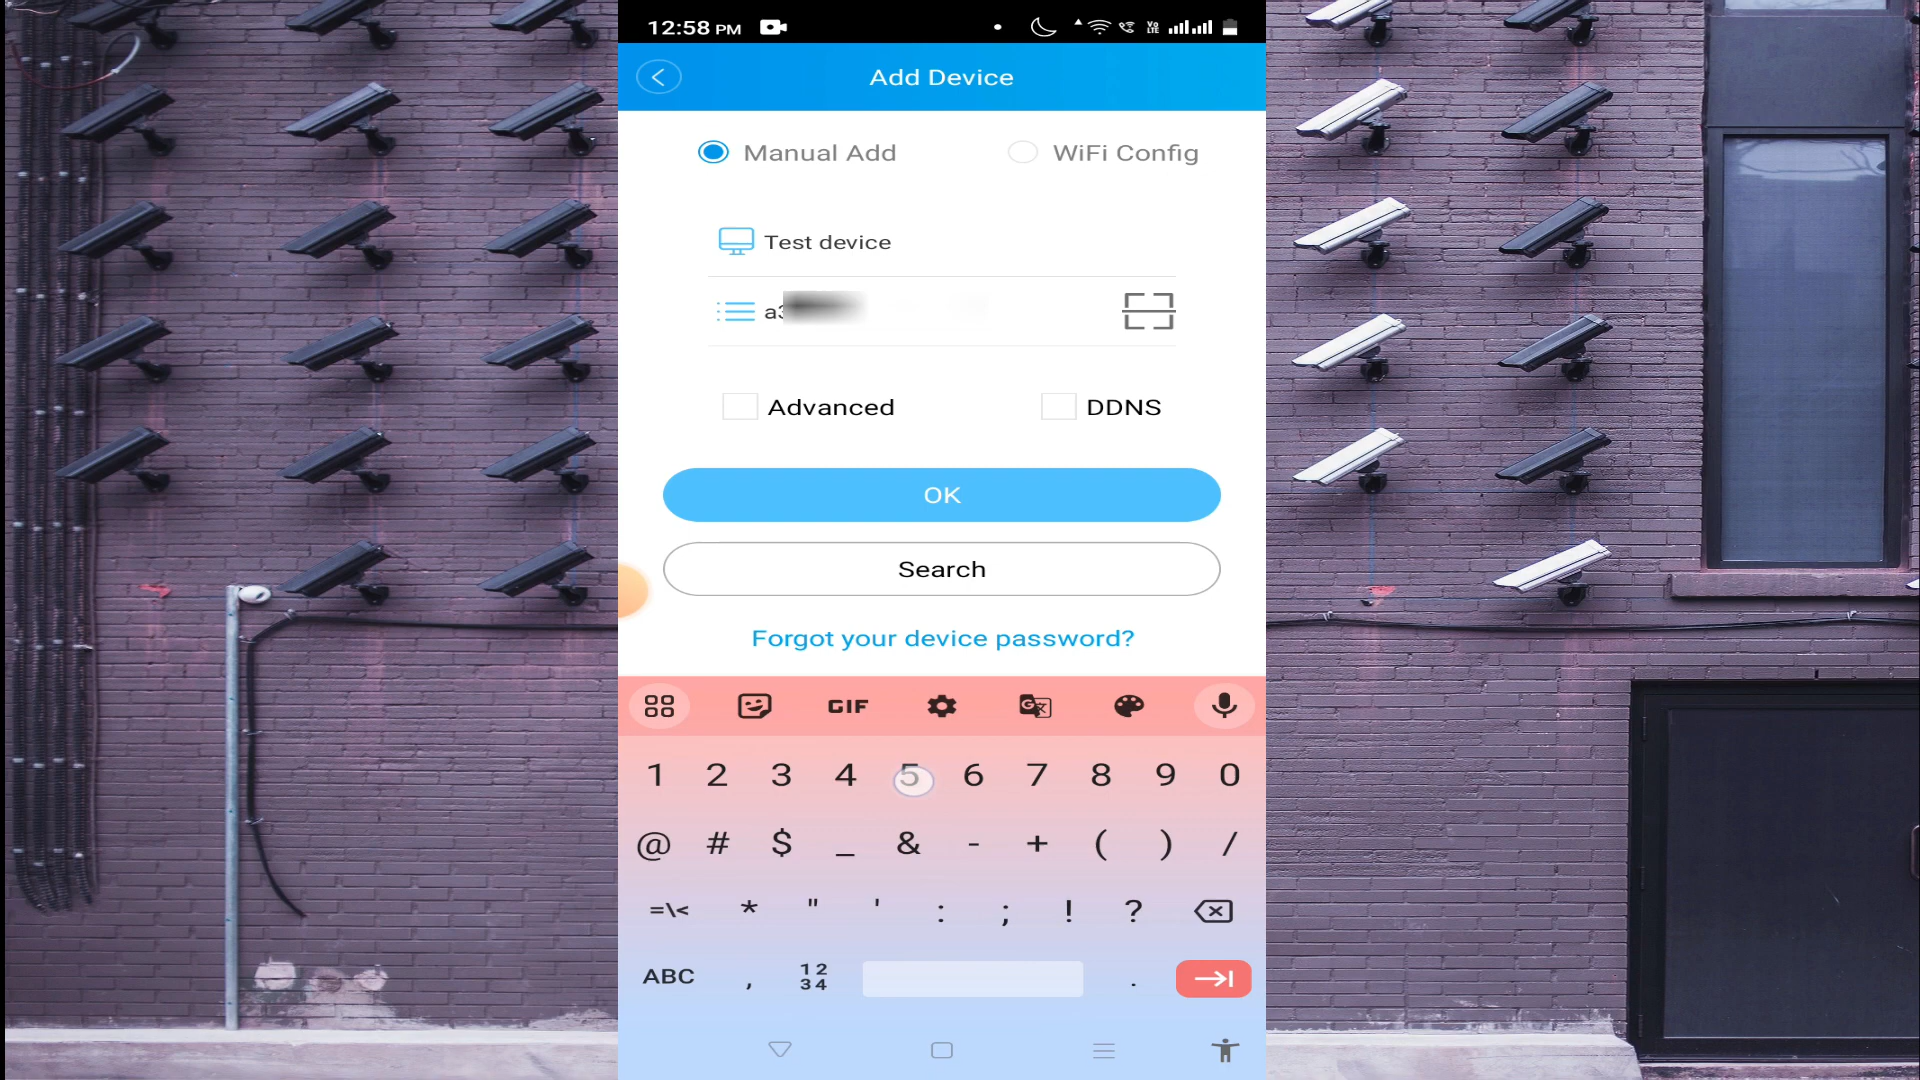 12:58 PM
Add Device
Manual Add
WiFi Config
Test device
Advanced
DDNS
OK
Search
Forgot your device password?
GIF
1 2 3 4 5 6 7 8 9 0
@ # $ _ & - + ( ) /
=\< * " ' : ; ! ?
ABC , 12 34 .